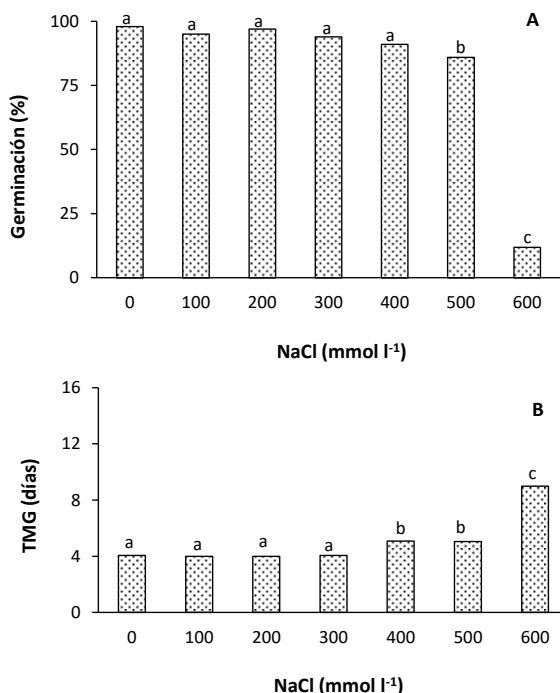 A
100
75
50
25
0
Germinación (%)
a a a a a b c
0 100 200 300 400 500 600
NaCl (mmol l⁻¹)
B
16
12
8
4
0
TMG (días)
a a a a b b c
0 100 200 300 400 500 600
NaCl (mmol l⁻¹)